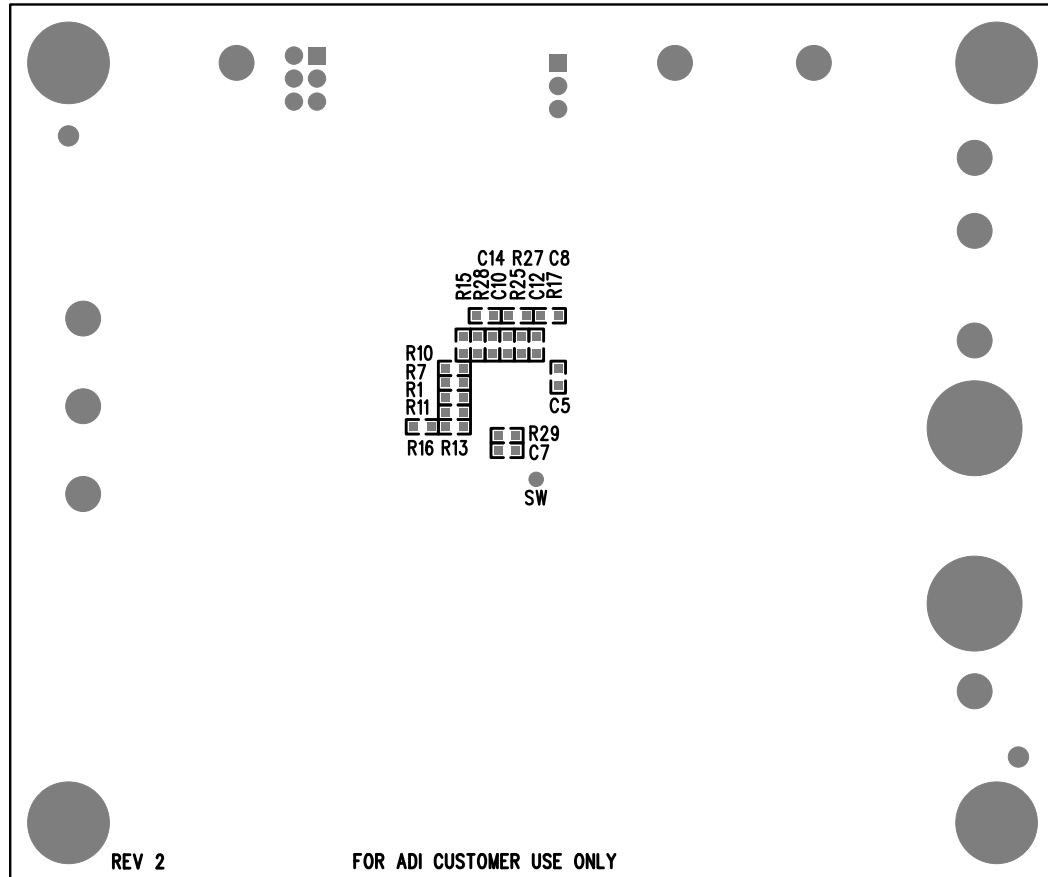 C14 R27 C8
R15 R28 C10 R25 C12 R17
R10
R7
R1
R11
C5
R16 R13
R29
C7
SW
REV 2
FOR ADI CUSTOMER USE ONLY